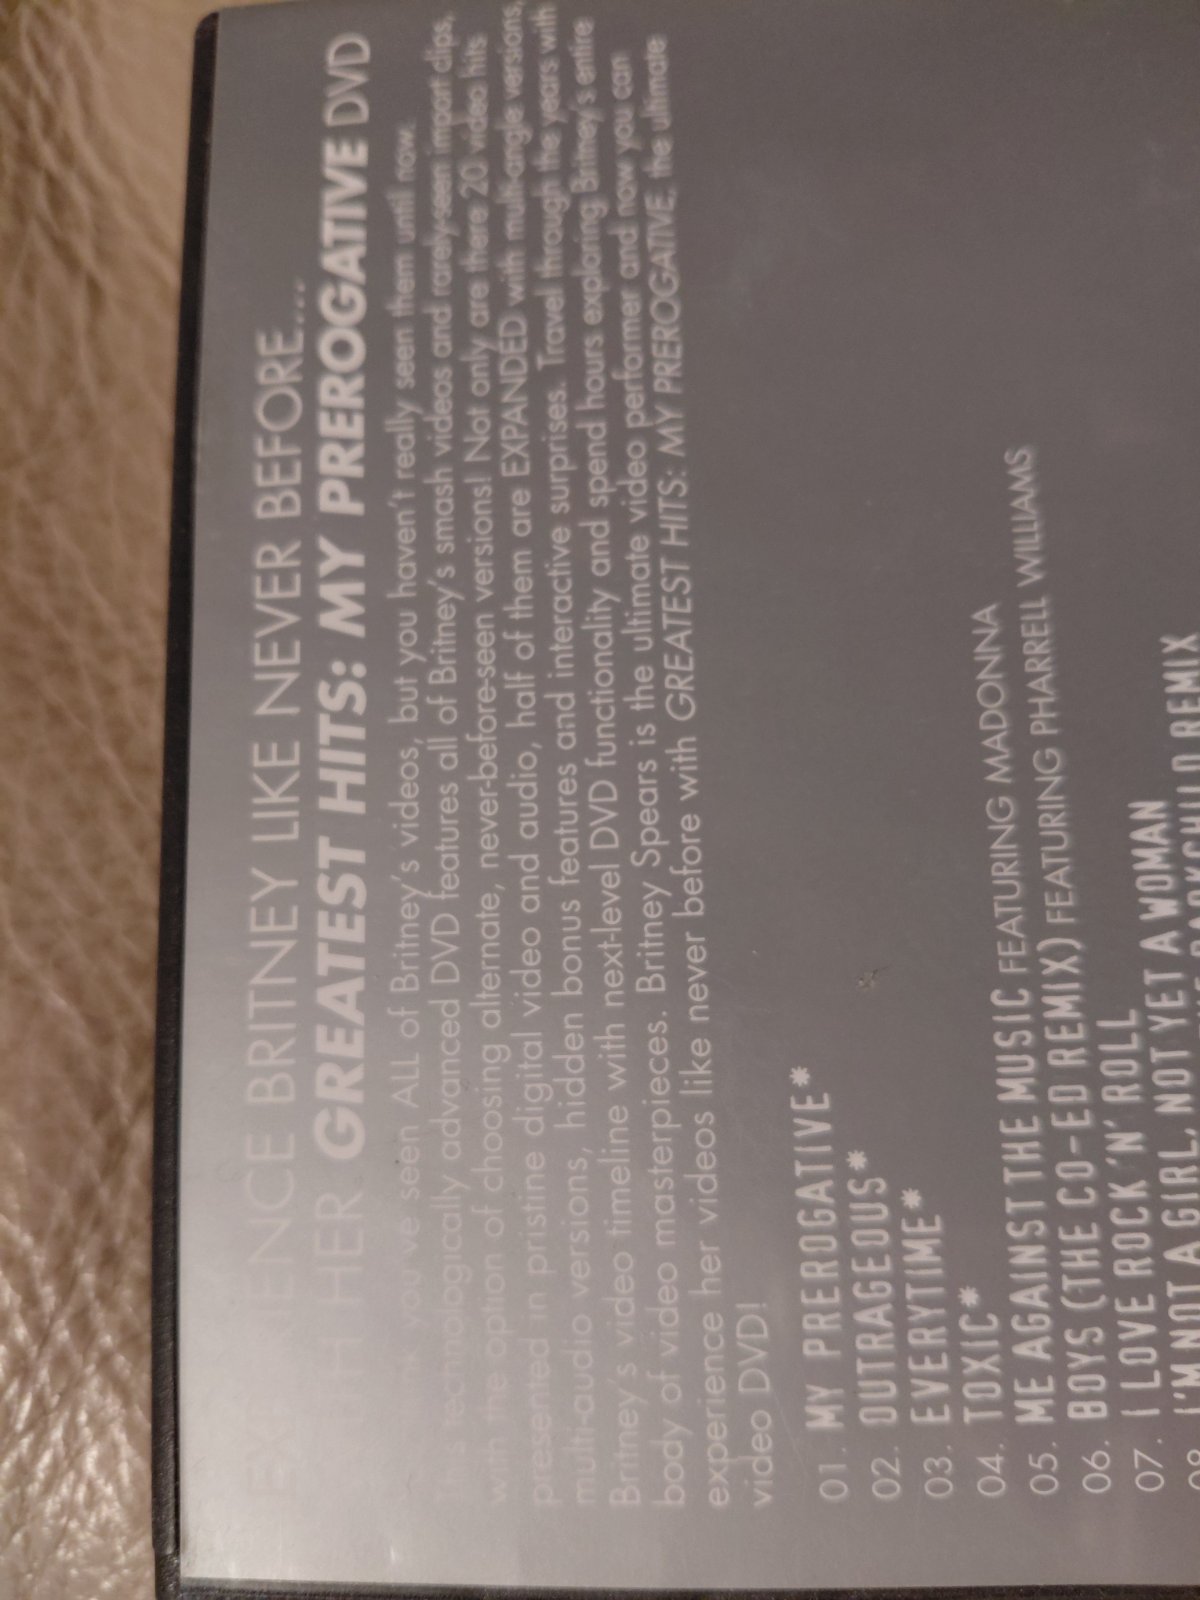 EXPERIENCE BRITNEY LIKE NEVER BEFORE....
WITH HER GREATEST HITS: MY PREROGATIVE DVD
you've seen ALL of Britney's videos, but you haven't really seen them until now.
technologically advanced DVD features all of Britney's smash videos and rarely-seen import clips,
with the option of choosing alternate, never-before-seen versions! Not only are there 20 video hits
presented in pristine digital video and audio, half of them are EXPANDED with multi-angle versions,
multi-audio versions, hidden bonus features and interactive surprises. Travel through the years with
Britney's video timeline with next-level DVD functionality and spend hours exploring Britney's entire
body of video masterpieces. Britney Spears is the ultimate video performer and now you can
experience her videos like never before with GREATEST HITS: MY PREROGATIVE, the ultimate
video DVD!
01. MY PREROGATIVE*
02. OUTRAGEOUS*
03. EVERYTIME*
04. TOXIC*
05. ME AGAINST THE MUSIC FEATURING MADONNA
06. BOYS (THE CO-ED REMIX) FEATURING PHARRELL WILLIAMS
07. I LOVE ROCK 'N' ROLL
08. I'M NOT A GIRL, NOT YET A WOMAN
DARKCHILD REMIX